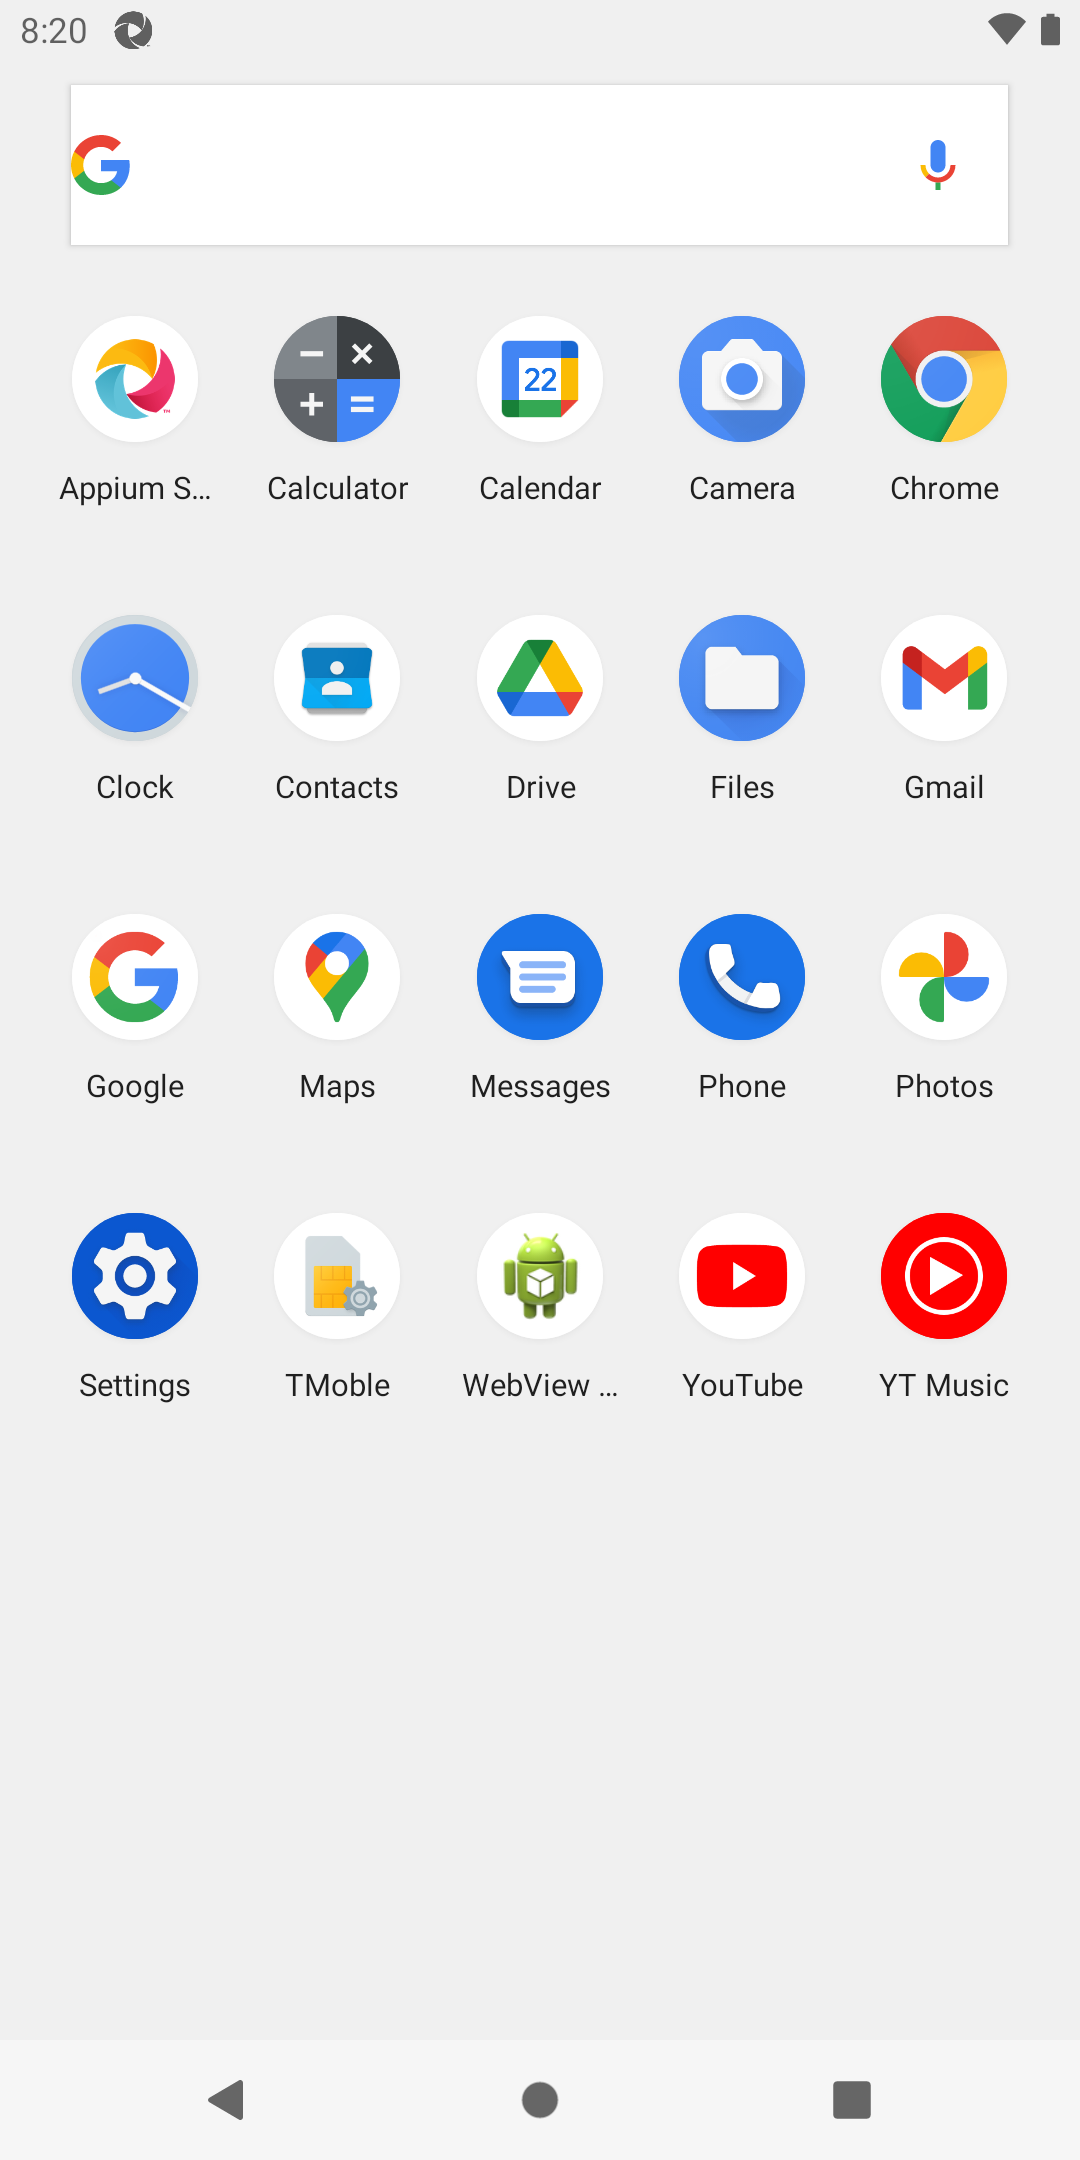 8:20
Appium S...
Calculator
22
Calendar
Camera
Chrome
Clock
Contacts
Drive
Files
Gmail
Google
Maps
Messages
Phone
Photos
Settings
TMoble
WebView ...
YouTube
YT Music